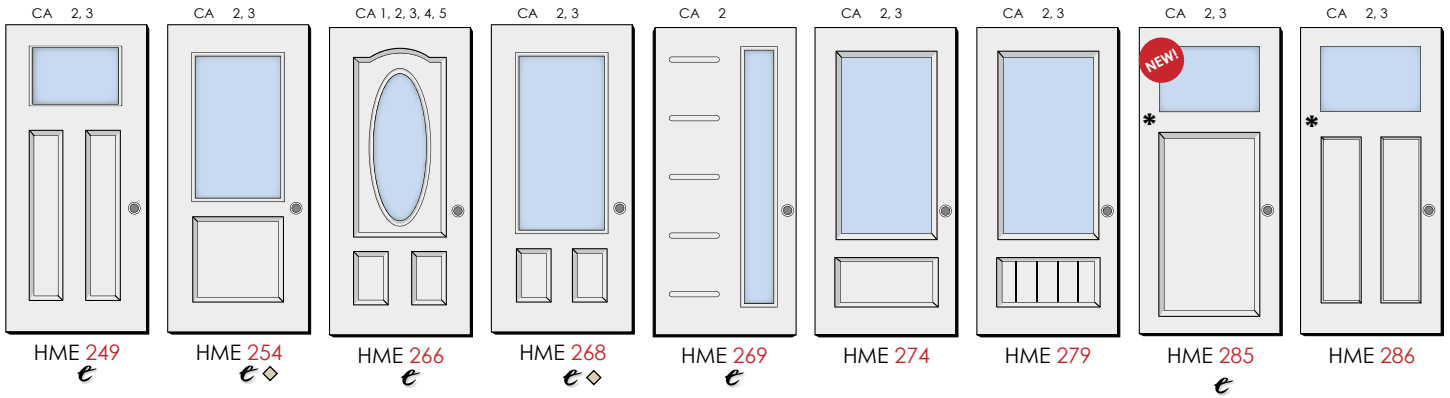 CA 2, 3
CA 2, 3
CA 1, 2, 3, 4, 5
CA 2, 3
CA 2
CA 2, 3
CA 2, 3
CA 2, 3
CA 2, 3
NEW!
*
*
HME 249
HME 254
HME 266
HME 268
HME 269
HME 274
HME 279
HME 285
HME 286
e
e
e
e
e
e